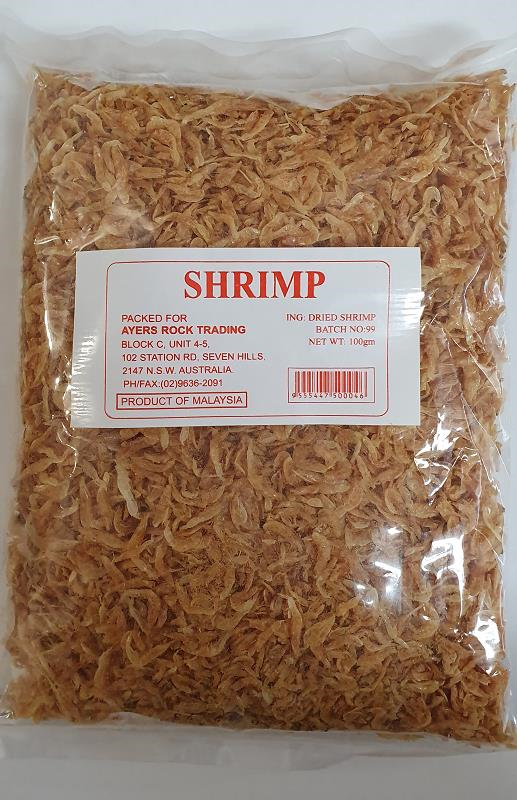 SHRIMP
PACKED FOR
AYERS ROCK TRADING
BLOCK C, UNIT 4-5,
102 STATION RD, SEVEN HILLS,
2147 N.S.W. AUSTRALIA.
PH/FAX:(02)9636-2091
PRODUCT OF MALAYSIA
ING: DRIED SHRIMP
BATCH NO:99
NET WT: 100gm
9555447500046